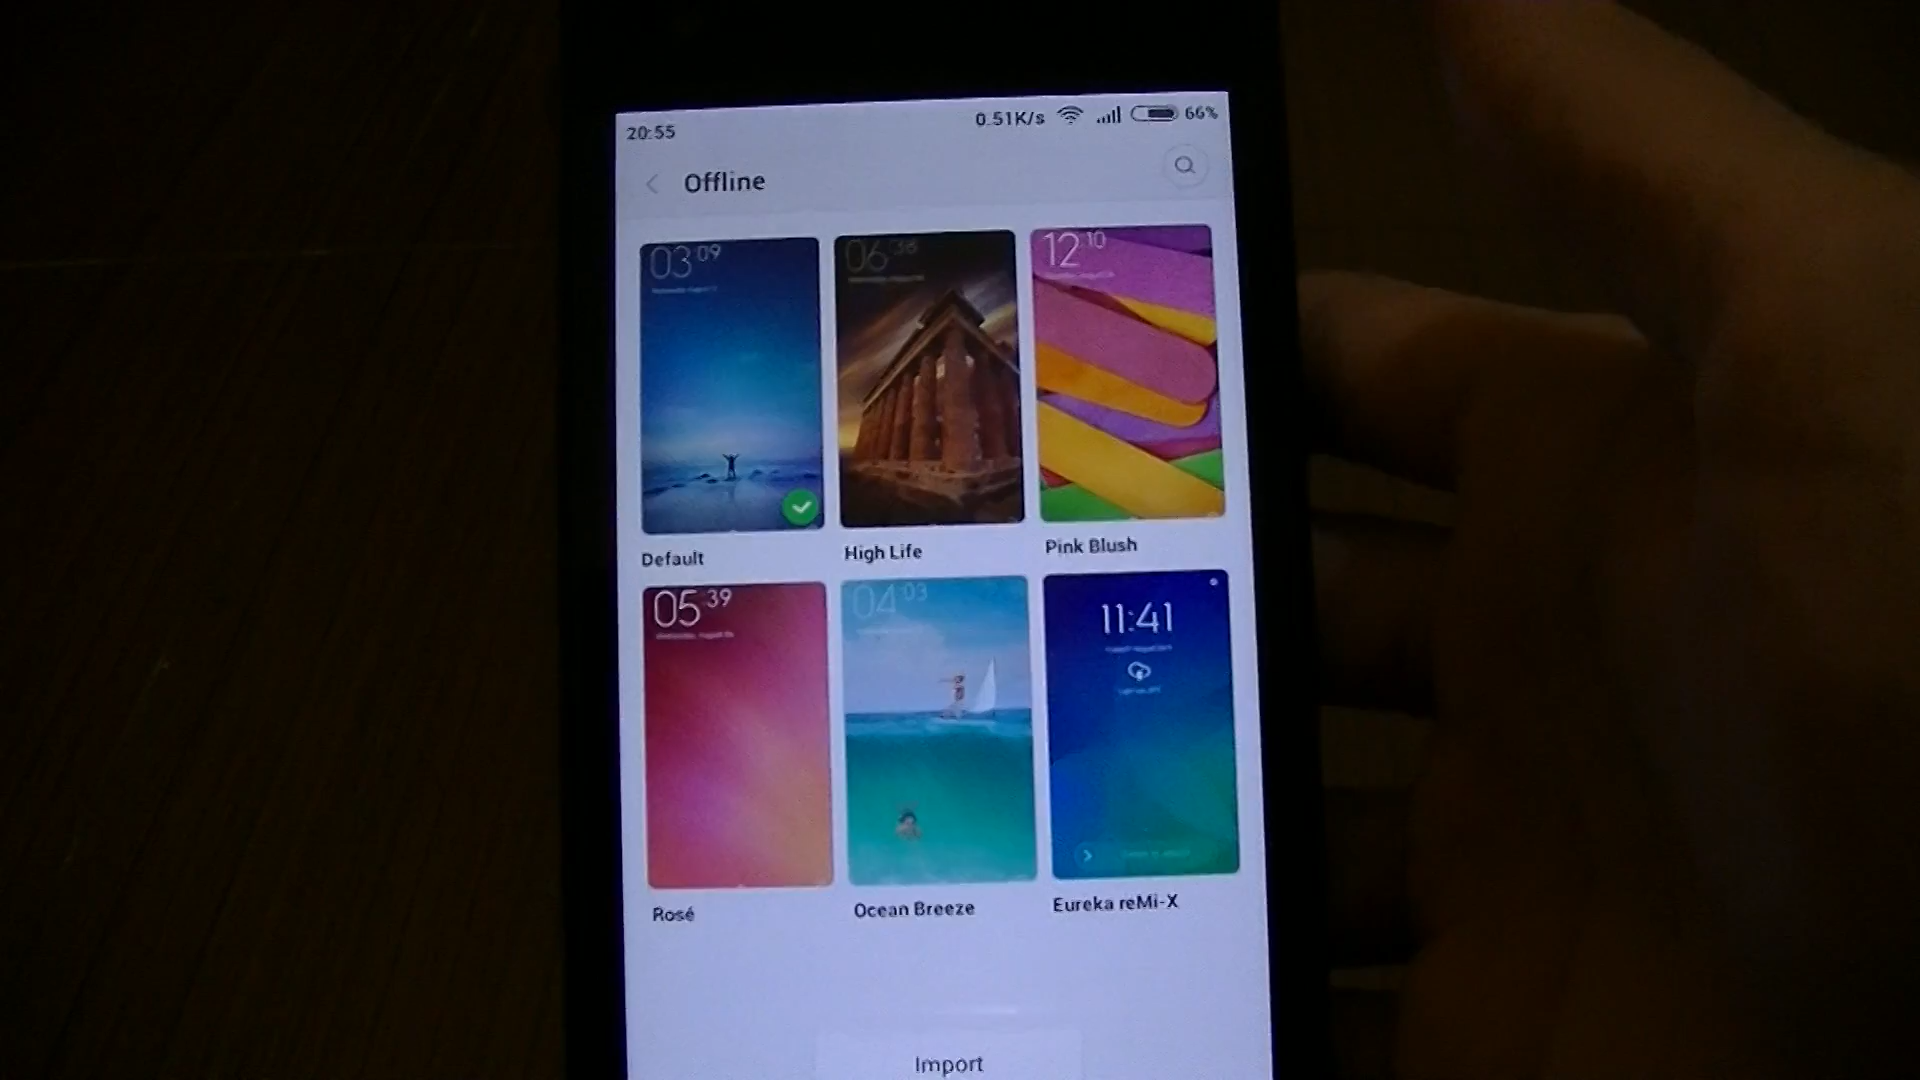 20:55 0.51K/s 66%
Offline
03 09
06 38
12 10
Default
High Life
Pink Blush
05 39
04 03
11:41
Rosé
Ocean Breeze
Eureka reMi-X
Import